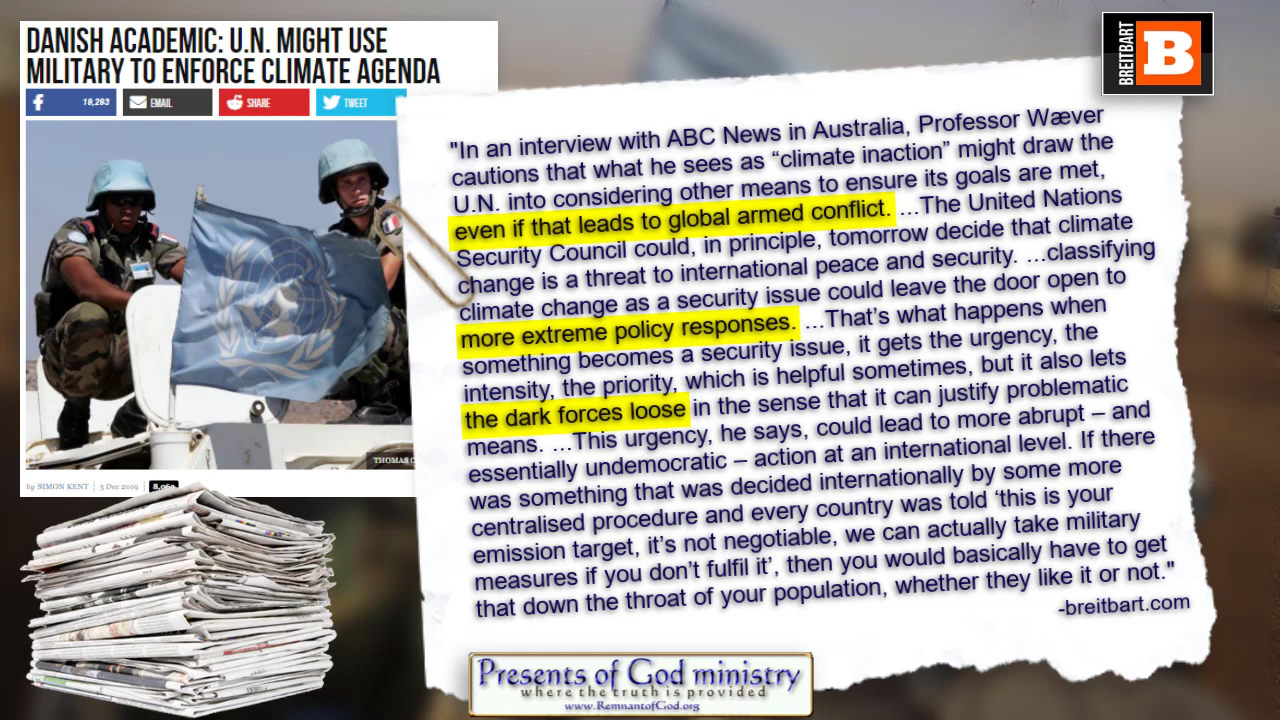 DANISH ACADEMIC: U.N. MIGHT USE
MILITARY TO ENFORCE CLIMATE AGENDA
18,283
EMAIL
SHARE
TWEET
THOMAS C
by SIMON KENT 3 Dec 2019
BREITBART
B
"In an interview with ABC News in Australia, Professor Wæver
cautions that what he sees as “climate inaction” might draw the
U.N. into considering other means to ensure its goals are met,
even if that leads to global armed conflict. ...The United Nations
Security Council could, in principle, tomorrow decide that climate
change is a threat to international peace and security. ...classifying
climate change as a security issue could leave the door open to
more extreme policy responses. ...That’s what happens when
something becomes a security issue, it gets the urgency, the
intensity, the priority, which is helpful sometimes, but it also lets
the dark forces loose in the sense that it can justify problematic
means. ...This urgency, he says, could lead to more abrupt – and
essentially undemocratic – action at an international level. If there
was something that was decided internationally by some more
centralised procedure and every country was told ‘this is your
emission target, it’s not negotiable, we can actually take military
measures if you don’t fulfil it’, then you would basically have to get
that down the throat of your population, whether they like it or not."
-breitbart.com
Presents of God ministry
where the truth is provided
www.RemnantofGod.org